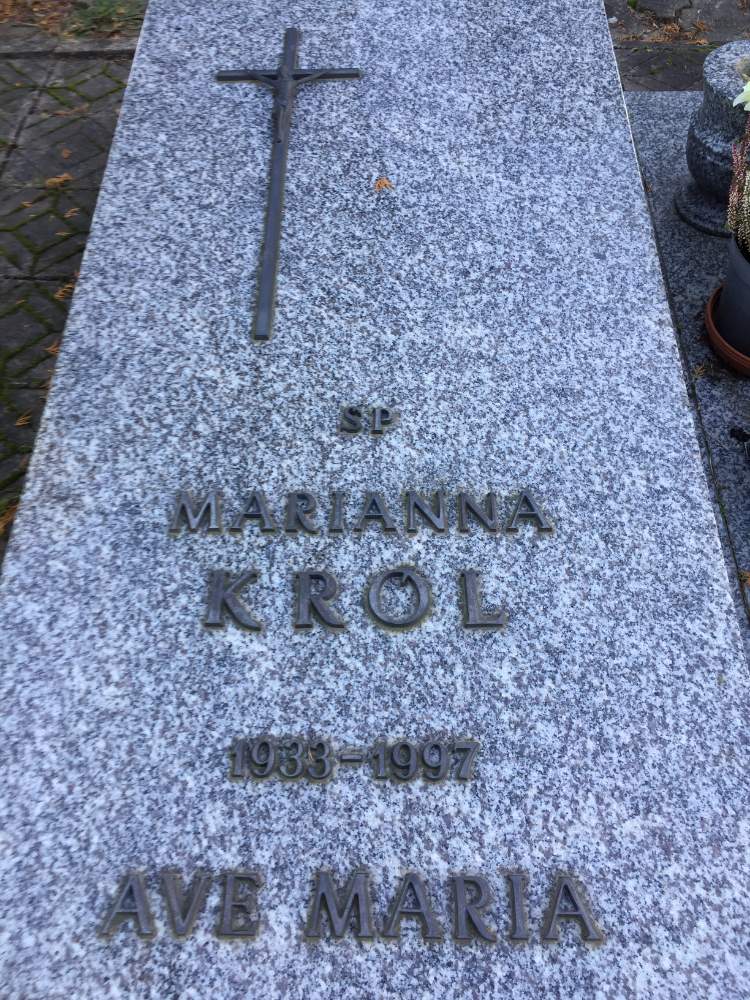 SP
MARIANNA
KRÓL
1933-1997
AVE MARIA